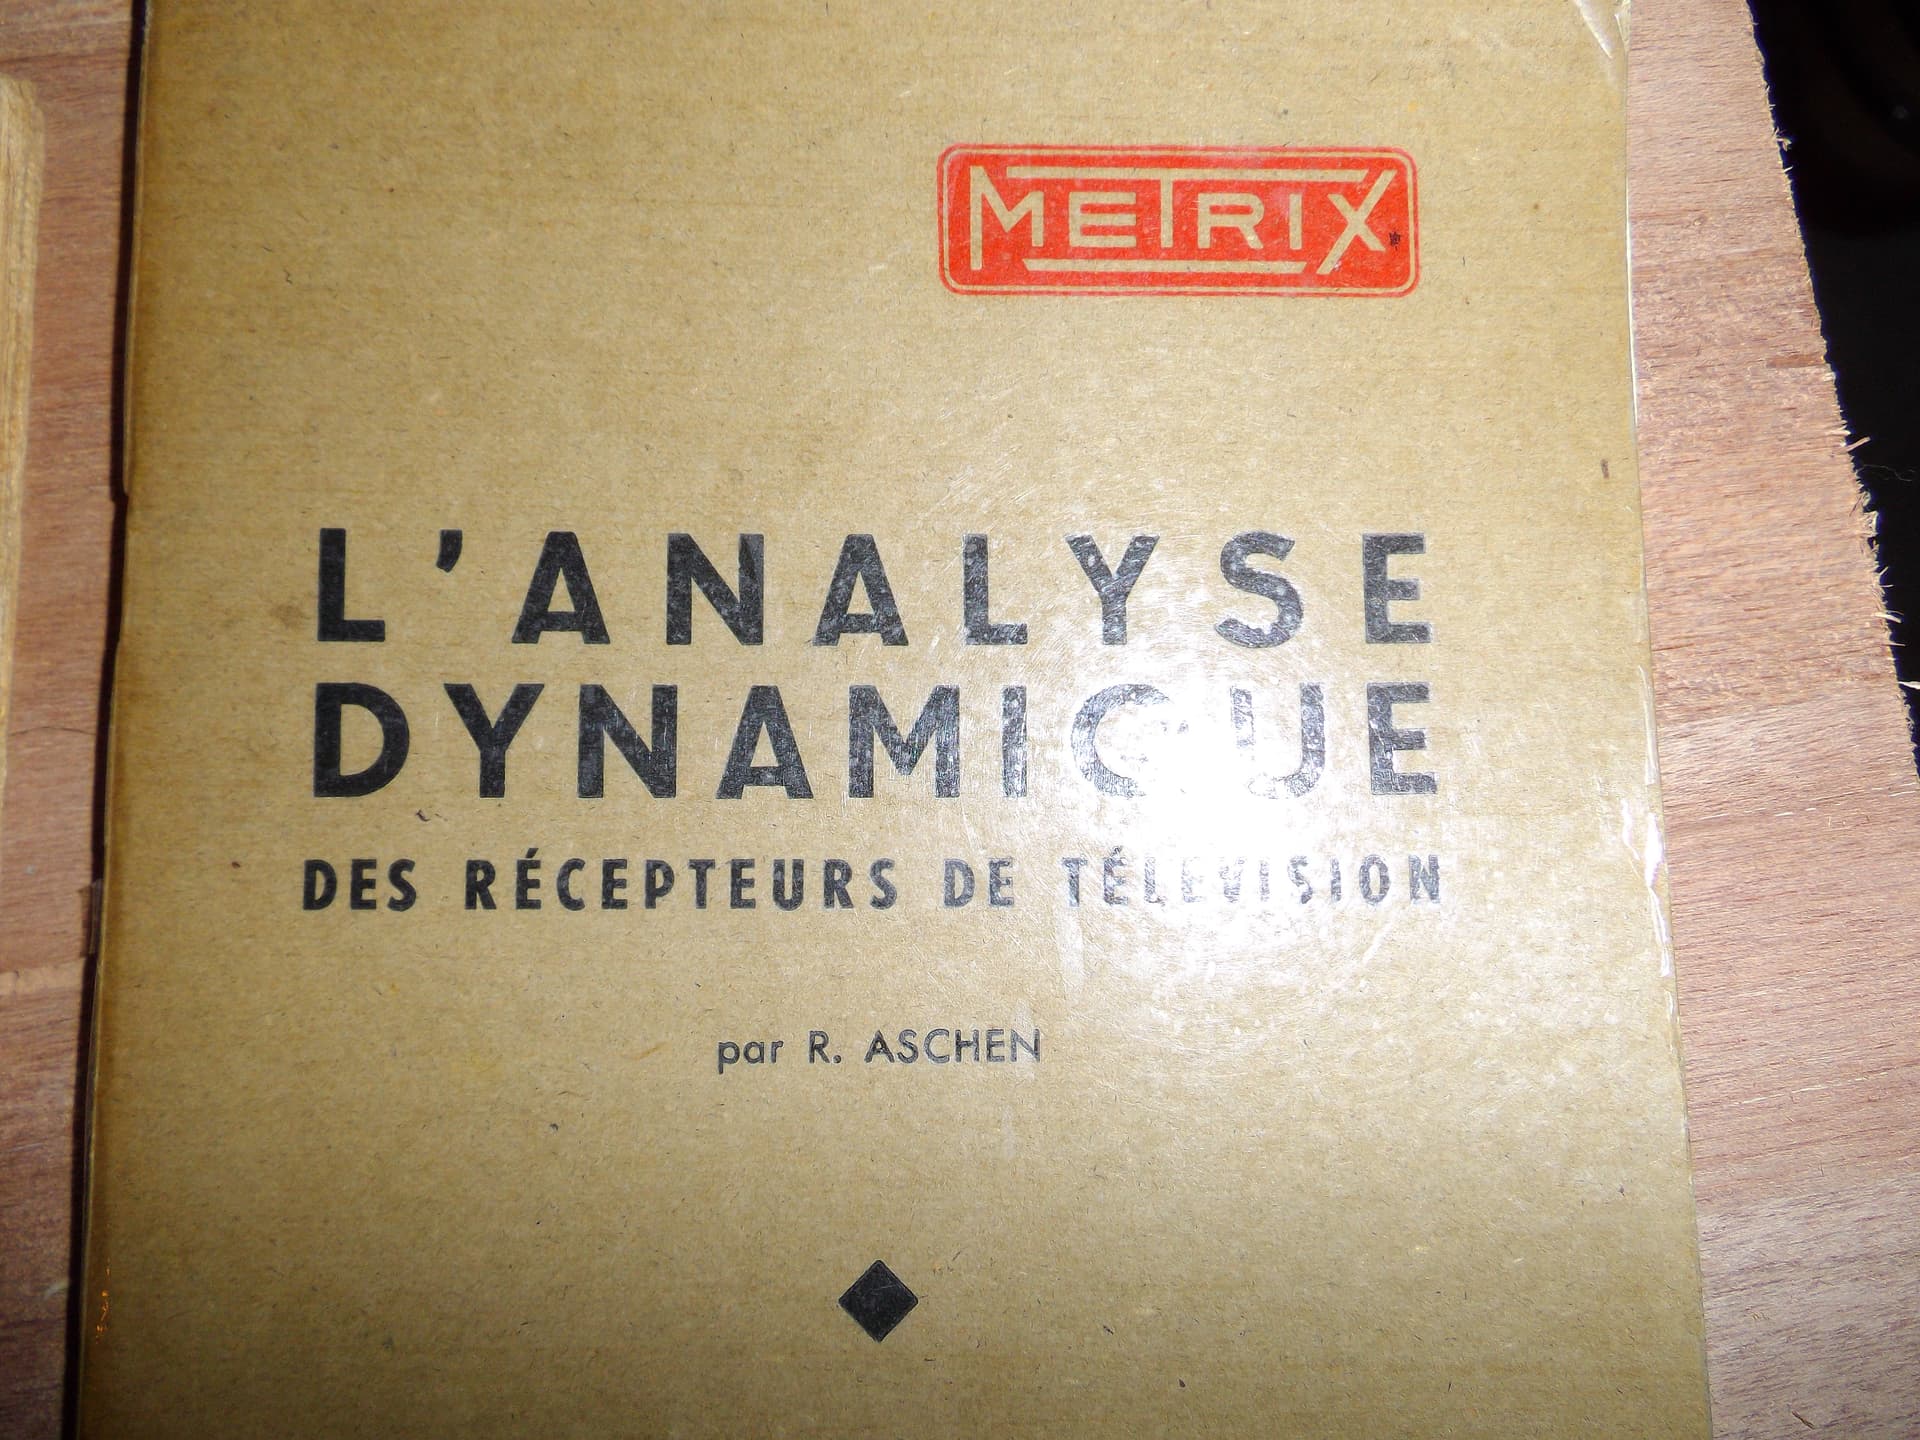 METRIX
L'ANALYSE
DYNAMIQUE
DES RÉCEPTEURS DE TÉLÉVISION
par R. ASCHEN